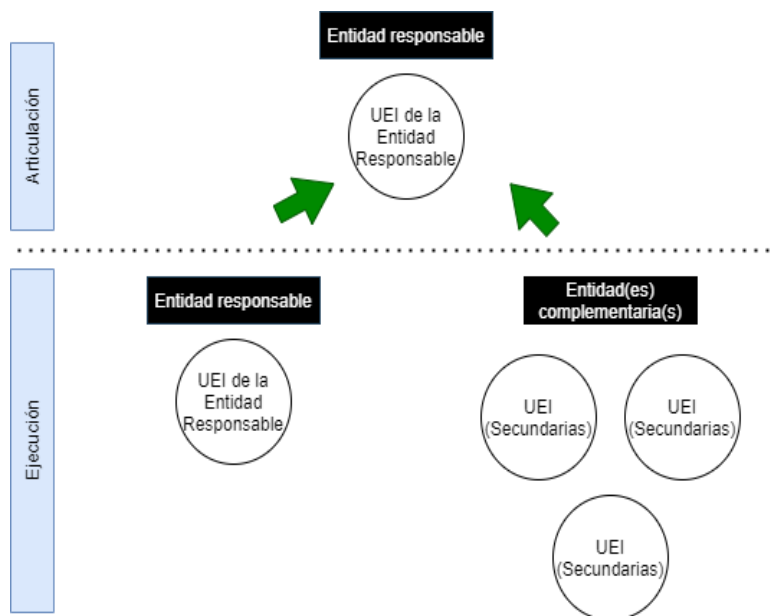 Entidad responsable
Articulación
UEI de la
Entidad
Responsable
Entidad responsable
Entidad(es)
complementaria(s)
Ejecución
UEI de la
Entidad
Responsable
UEI
(Secundarias)
UEI
(Secundarias)
UEI
(Secundarias)